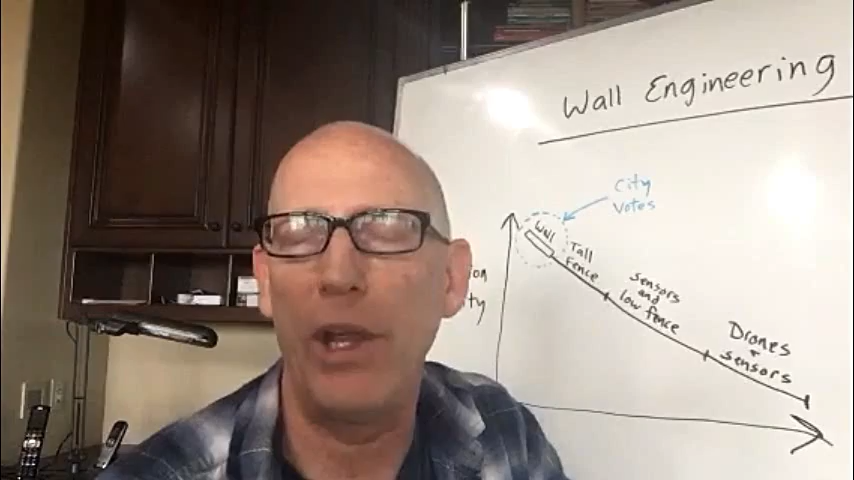 Wall Engineering
City
Votes
Wall
Tall
Fence
Sensors
and
low fence
Drones
+
sensors